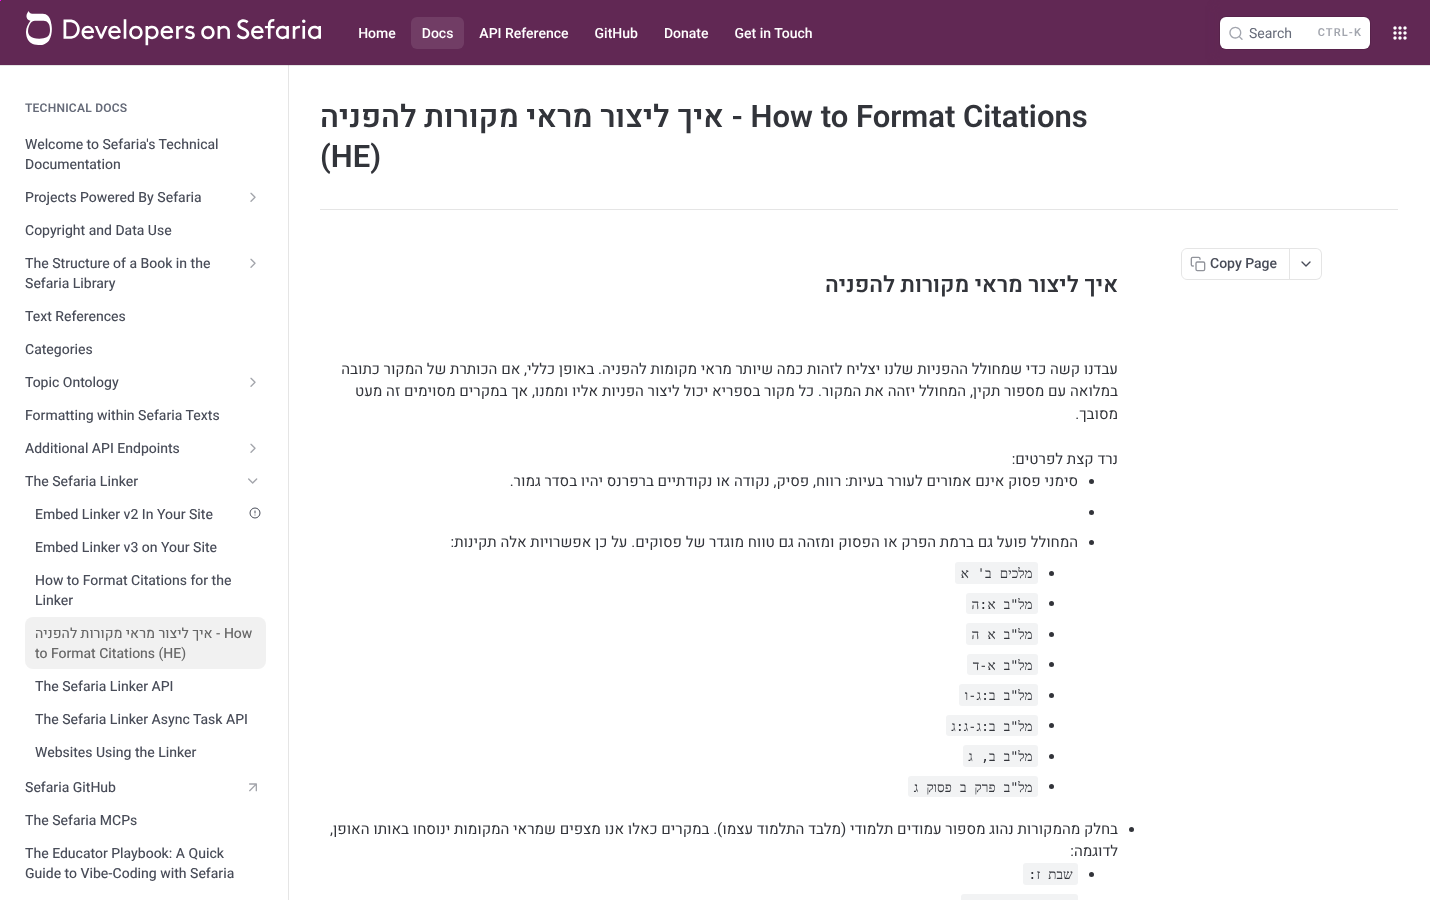 Developers on Sefaria
Home
Docs
API Reference
GitHub
Donate
Get in Touch
Search
CTRL-K
TECHNICAL DOCS
Welcome to Sefaria's Technical
Documentation
Projects Powered By Sefaria
Copyright and Data Use
The Structure of a Book in the
Sefaria Library
Text References
Categories
Topic Ontology
Formatting within Sefaria Texts
Additional API Endpoints
The Sefaria Linker
Embed Linker v2 In Your Site
Embed Linker v3 on Your Site
How to Format Citations for the
Linker
איך ליצור מראי מקורות להפניה - How
to Format Citations (HE)
The Sefaria Linker API
The Sefaria Linker Async Task API
Websites Using the Linker
Sefaria GitHub
The Sefaria MCPs
The Educator Playbook: A Quick
Guide to Vibe-Coding with Sefaria
איך ליצור מראי מקורות להפניה - How to Format Citations
(HE)
Copy Page
איך ליצור מראי מקורות להפניה
עבדנו קשה כדי שמחולל ההפניות שלנו יצליח לזהות כמה שיותר מראי מקומות להפניה. באופן כללי, אם הכותרת של המקור כתובה
במלואה עם מספור תקין, המחולל יזהה את המקור. כל מקור בספריא יכול ליצור הפניות אליו וממנו, אך במקרים מסוימים זה מעט
מסובך.
נרד קצת לפרטים:
סימני פסוק אינם אמורים לעורר בעיות: רווח, פסיק, נקודה או נקודתיים ברפרנס יהיו בסדר גמור.
המחולל פועל גם ברמת הפרק או הפסוק ומזהה גם טווח מוגדר של פסוקים. על כן אפשרויות אלה תקינות:
מלכים ב' א
מל"ב א:ה
מל"ב א ה
מל"ב א-ד
מל"ב ב:ג-ו
מל"ב ב:ג-ג:ג
מל"ב ב, ג
מל"ב פרק ב פסוק ג
בחלק מהמקורות נהוג מספור עמודים תלמודי (מלבד התלמוד עצמו). במקרים כאלו אנו מצפים שמראי המקומות ינוסחו באותו האופן,
לדוגמה:
שבת ז: